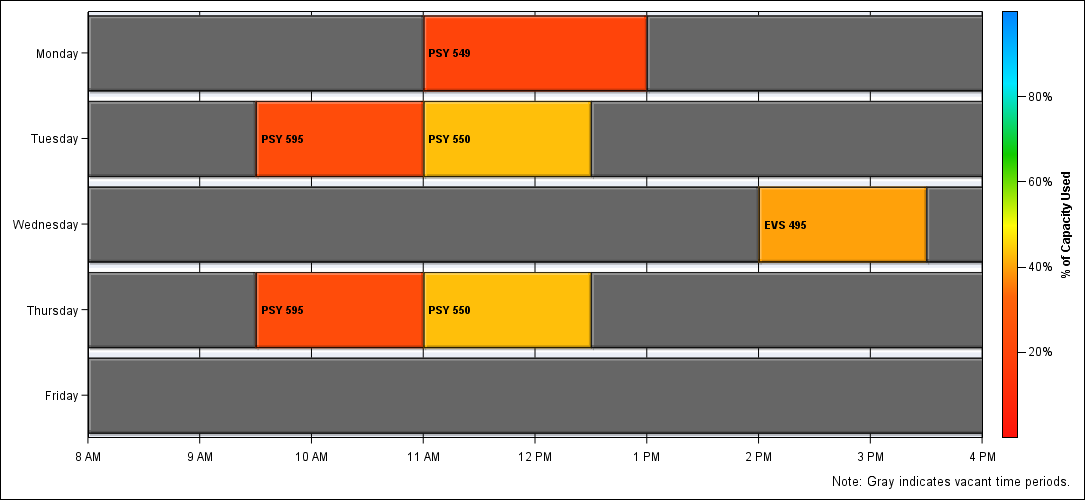 Monday
PSY 549
Tuesday
PSY 595
PSY 550
Wednesday
EVS 495
Thursday
PSY 595
PSY 550
Friday
8 AM 9 AM 10 AM 11 AM 12 PM 1 PM 2 PM 3 PM 4 PM
80%
60%
40%
20%
% of Capacity Used
Note: Gray indicates vacant time periods.